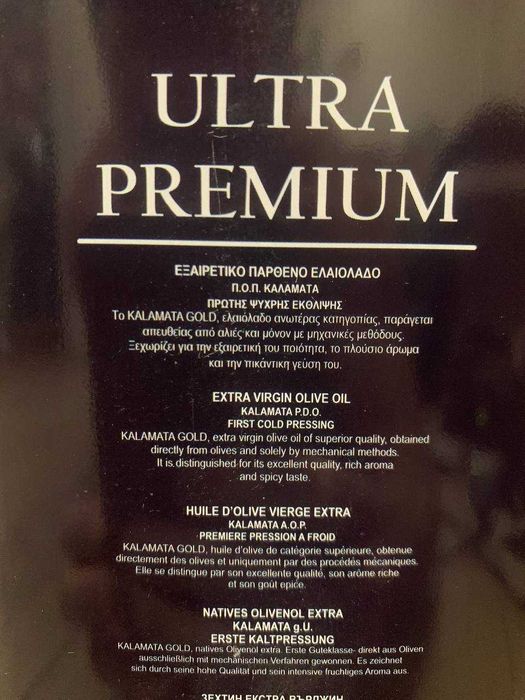 ULTRA
PREMIUM
ΕΞΑΙΡΕΤΙΚΟ ΠΑΡΘΕΝΟ ΕΛΑΙΟΛΑΔΟ
Π.Ο.Π. ΚΑΛΑΜΑΤΑ
ΠΡΩΤΗΣ ΨΥΧΡΗΣ ΕΚΘΛΙΨΗΣ
Το KALAMATA GOLD, ελαιόλαδο ανωτέρας κατηγοπίας, παράγεται
απευθείας από αλιές και μόνον με μηχανικές μεθόδους.
Ξεχωρίζει για την εξαιρετική του ποιότητα, το πλούσιο άρωμα
και την πικάντικη γεύση του.
EXTRA VIRGIN OLIVE OIL
KALAMATA P.D.O.
FIRST COLD PRESSING
KALAMATA GOLD, extra virgin olive oil of superior quality, obtained
directly from olives and solely by mechanical methods.
It is distinguished for its excellent quality, rich aroma
and spicy taste.
HUILE D'OLIVE VIERGE EXTRA
KALAMATA A.O.P.
PREMIERE PRESSION A FROID
KALAMATA GOLD, huile d'olive de catégorie supérieure, obtenue
directement des olives et uniquement par des procédés mécaniques.
Elle se distingue par son excellente qualité, son arôme riche
et son goût epicé.
NATIVES OLIVENOL EXTRA
KALAMATA g.U.
ERSTE KALTPRESSUNG
KALAMATA GOLD, natives Olivenol extra. Erste Guteklasse- direkt aus Oliven
ausschließlich mit mechanischen Verfahren gewonnen. Es zeichnet
sich durch seine hohe Qualität und sein intensive fruchtiges Aroma aus.
ЗЕХТИН ЕКСТРА ВЪРДЖИН